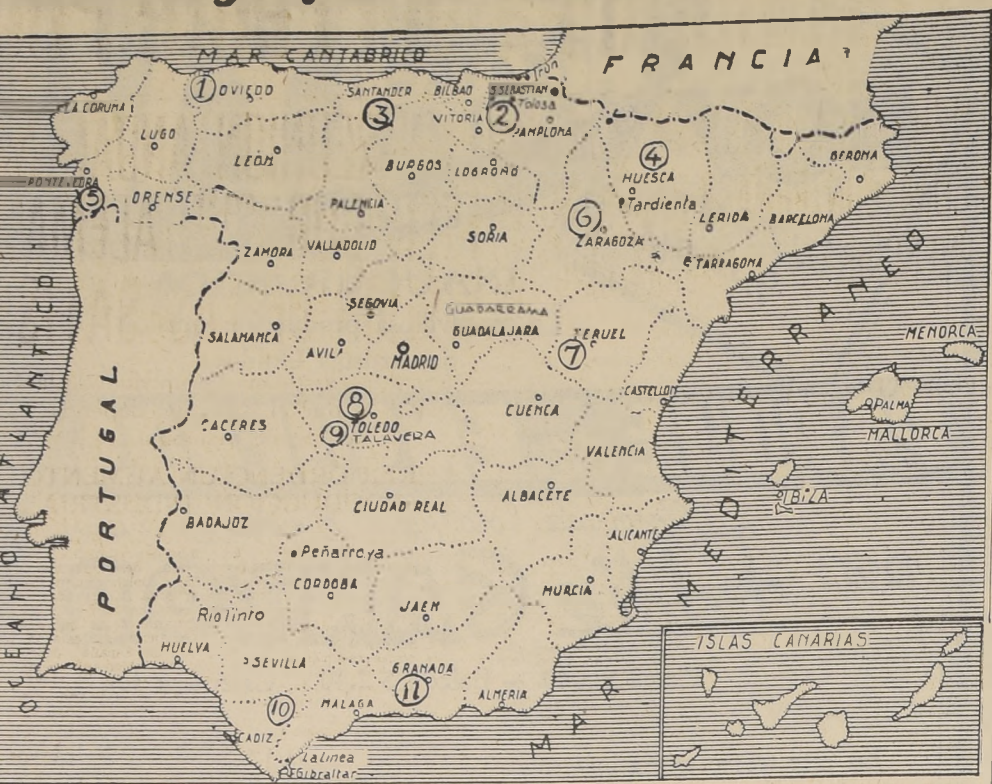 MAR CANTABRICO
FRANCIA
Irún
1 OVIEDO
SANTANDER
BILBAO
S.SEBASTIAN
Tolosa
LA CORUÑA
3
VITORIA
2
PAMPLONA
LUGO
LEÓN
BURGOS
LOGROÑO
4
HUESCA
GERONA
PONTEVEDRA
5
ORENSE
PALENCIA
Tardienta
LERIDA
BARCELONA
6
ZARAGOZA
SORIA
ZAMORA
VALLADOLID
TARRAGONA
SEGOVIA
GUADARRAMA
SALAMANCA
AVILA
MADRID
GUADALAJARA
TERUEL
7
MENORCA
PALMA
MALLORCA
IBIZA
CASTELLON
8
TOLEDO
9 TALAVERA
CUENCA
CACERES
VALENCIA
PORTUGAL
OCEANO ATLANTICO
MAR MEDITERRANEO
BADAJOZ
CIUDAD REAL
ALBACETE
ALICANTE
Peñarroya
CORDOBA
JAEN
MURCIA
Riotinto
HUELVA
SEVILLA
GRANADA
11
ALMERIA
10
MALAGA
CADIZ
La Linea
Gibraltar
ISLAS CANARIAS